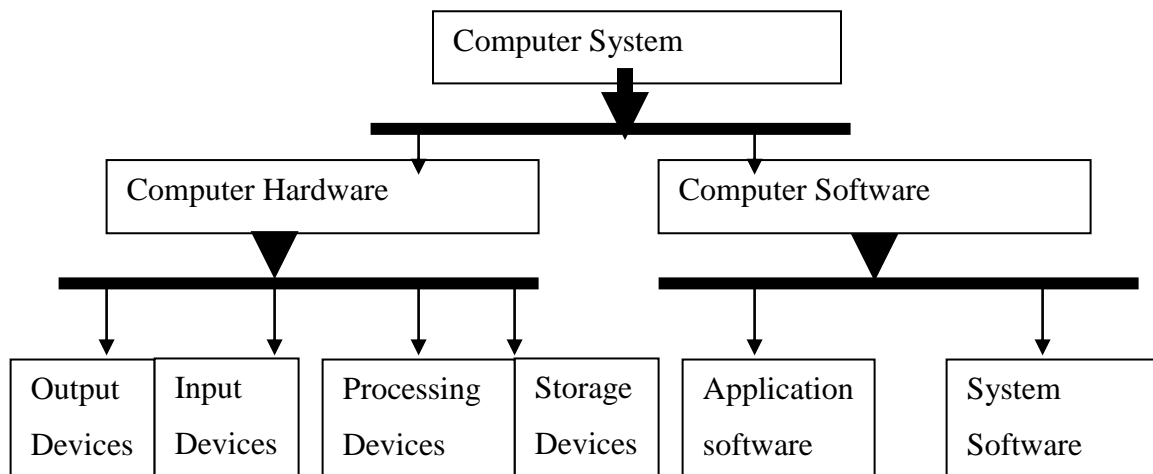 Computer System
Computer Hardware
Computer Software
Output
Devices
Input
Devices
Processing
Devices
Storage
Devices
Application
software
System
Software